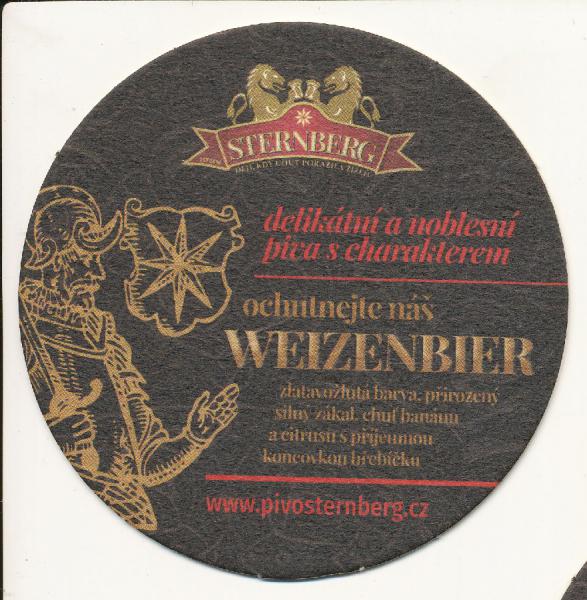 STERNBERG
delikátní a noblesní
piva s charakterem
ochutnejte náš
WEIZENBIER
zlatavožlutá barva, přirozený
silný zákal, chuť banánu
a citrusů s příjemnou
koncovkou hřebíčku
www.pivosternberg.cz